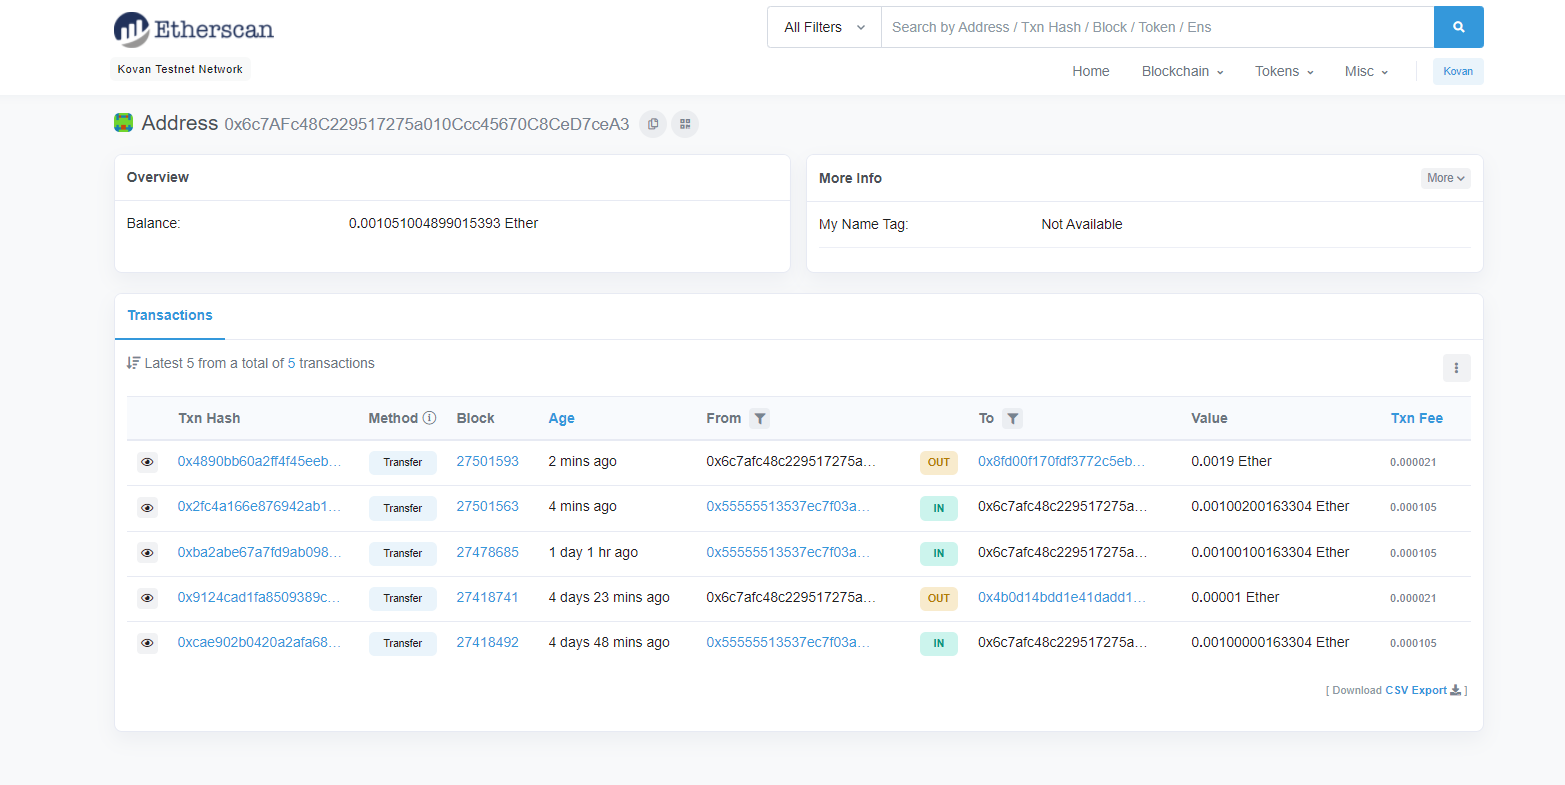 Etherscan
All Filters
Search by Address / Txn Hash / Block / Token / Ens
Kovan Testnet Network
Home Blockchain Tokens Misc Kovan
Address 0x6c7AFc48C229517275a010Ccc45670C8CeD7ceA3
Overview
Balance: 0.001051004899015393 Ether
More Info More
My Name Tag: Not Available
Transactions
Latest 5 from a total of 5 transactions
Txn Hash Method Block Age From To Value Txn Fee
0x4890bb60a2ff4f45eeb... Transfer 27501593 2 mins ago 0x6c7afc48c229517275a... OUT 0x8fd00f170fdf3772c5eb... 0.0019 Ether 0.000021
0x2fc4a166e876942ab1... Transfer 27501563 4 mins ago 0x55555513537ec7f03a... IN 0x6c7afc48c229517275a... 0.00100200163304 Ether 0.000105
0xba2abe67a7fd9ab098... Transfer 27478685 1 day 1 hr ago 0x55555513537ec7f03a... IN 0x6c7afc48c229517275a... 0.00100100163304 Ether 0.000105
0x9124cad1fa8509389c... Transfer 27418741 4 days 23 mins ago 0x6c7afc48c229517275a... OUT 0x4b0d14bdd1e41dadd1... 0.00001 Ether 0.000021
0xcae902b0420a2afa68... Transfer 27418492 4 days 48 mins ago 0x55555513537ec7f03a... IN 0x6c7afc48c229517275a... 0.00100000163304 Ether 0.000105
[ Download CSV Export ]